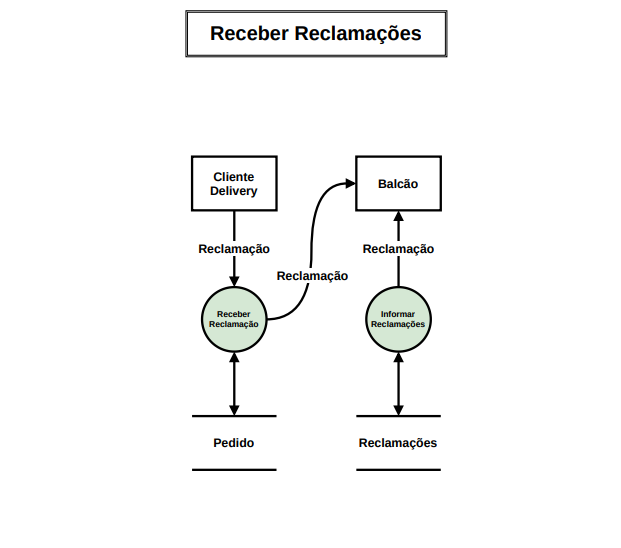 Receber Reclamações
Cliente
Delivery
Balcão
Reclamação
Reclamação
Reclamação
Receber
Reclamação
Informar
Reclamações
Pedido
Reclamações